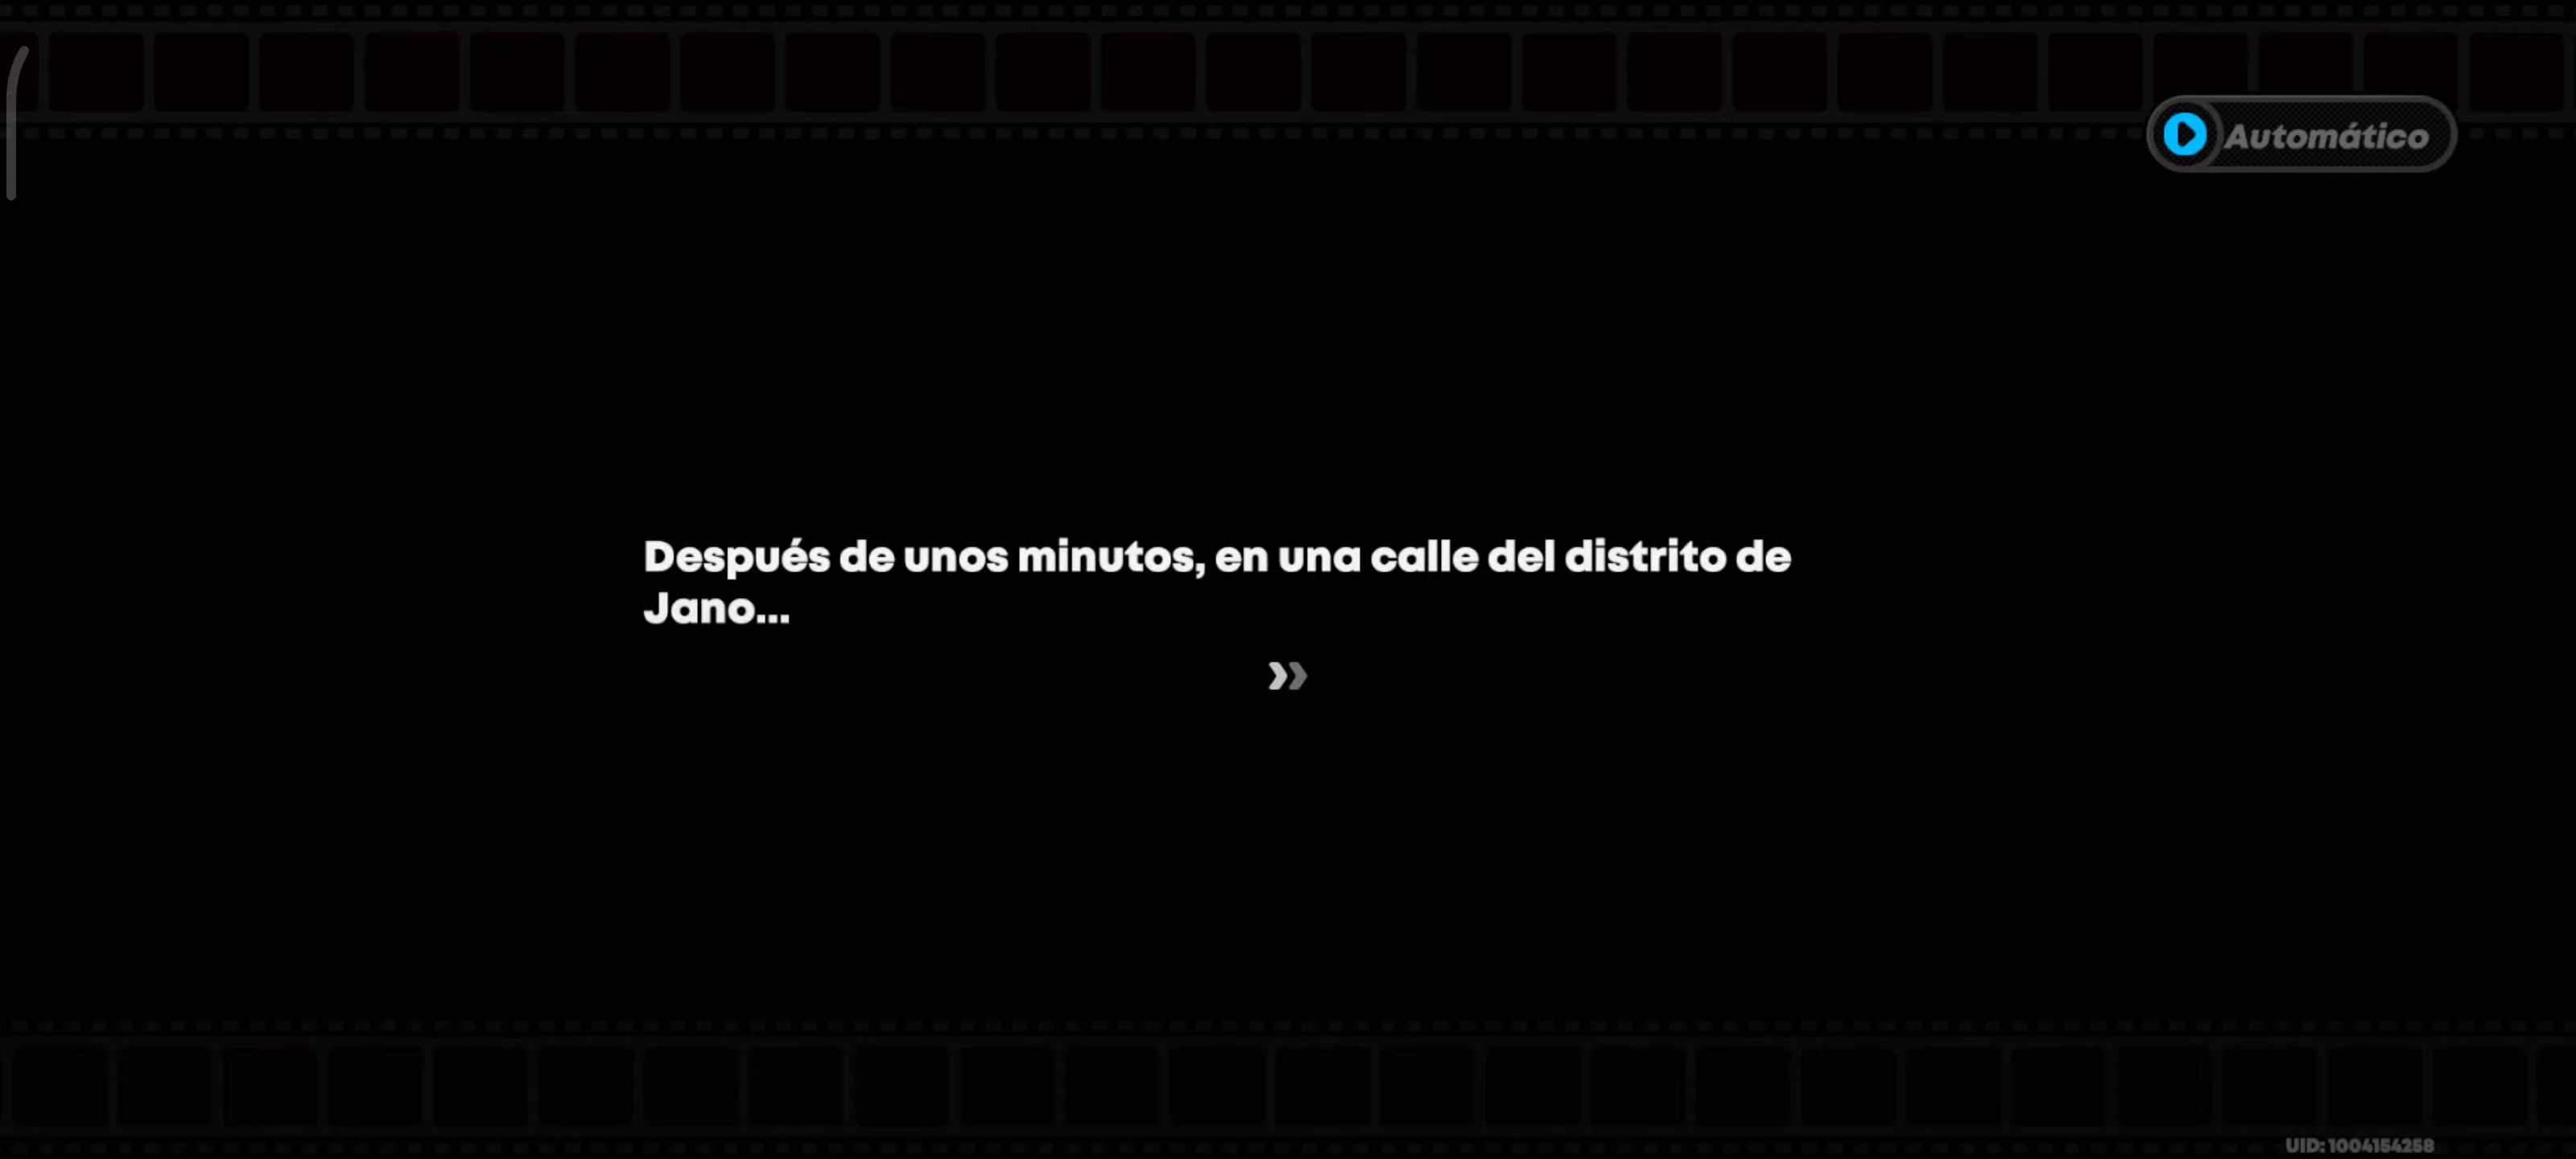 Automático
Después de unos minutos, en una calle del distrito de
Jano...
UID: 1004154258